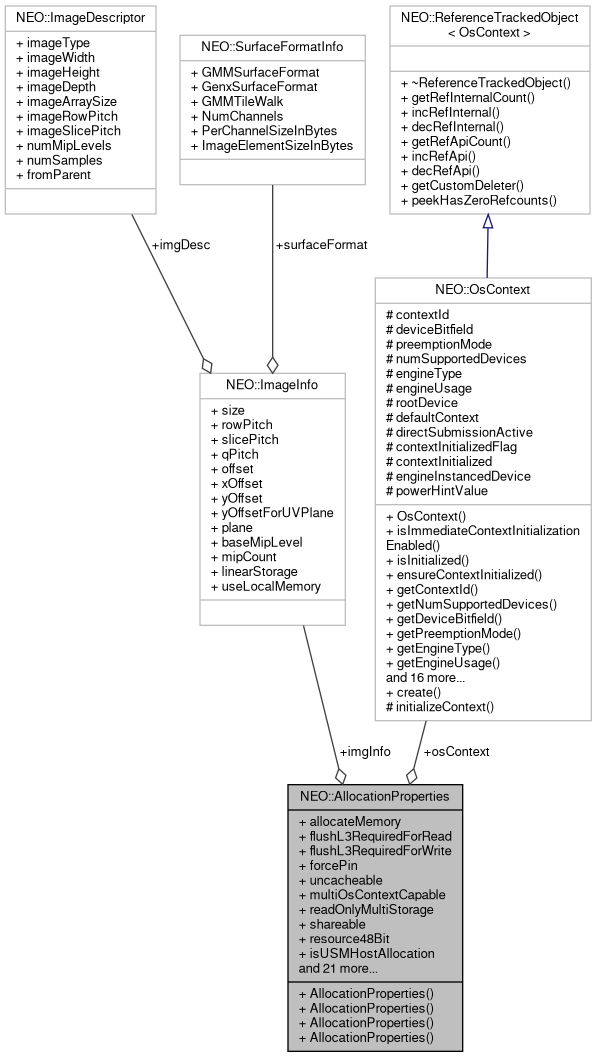 NEO::ImageDescriptor
+ imageType
+ imageWidth
+ imageHeight
+ imageDepth
+ imageArraySize
+ imageRowPitch
+ imageSlicePitch
+ numMipLevels
+ numSamples
+ fromParent
NEO::SurfaceFormatInfo
+ GMMSurfaceFormat
+ GenxSurfaceFormat
+ GMMTileWalk
+ NumChannels
+ PerChannelSizeInBytes
+ ImageElementSizeInBytes
NEO::ReferenceTrackedObject
< OsContext >
+ ~ReferenceTrackedObject()
+ getRefInternalCount()
+ incRefInternal()
+ decRefInternal()
+ getRefApiCount()
+ incRefApi()
+ decRefApi()
+ getCustomDeleter()
+ peekHasZeroRefcounts()
+imgDesc
+surfaceFormat
NEO::ImageInfo
+ size
+ rowPitch
+ slicePitch
+ qPitch
+ offset
+ xOffset
+ yOffset
+ yOffsetForUVPlane
+ plane
+ baseMipLevel
+ mipCount
+ linearStorage
+ useLocalMemory
NEO::OsContext
# contextId
# deviceBitfield
# preemptionMode
# numSupportedDevices
# engineType
# engineUsage
# rootDevice
# defaultContext
# directSubmissionActive
# contextInitializedFlag
# contextInitialized
# engineInstancedDevice
# powerHintValue
+ OsContext()
+ isImmediateContextInitialization
Enabled()
+ isInitialized()
+ ensureContextInitialized()
+ getContextId()
+ getNumSupportedDevices()
+ getDeviceBitfield()
+ getPreemptionMode()
+ getEngineType()
+ getEngineUsage()
and 16 more...
+ create()
# initializeContext()
+imgInfo
+osContext
NEO::AllocationProperties
+ allocateMemory
+ flushL3RequiredForRead
+ flushL3RequiredForWrite
+ forcePin
+ uncacheable
+ multiOsContextCapable
+ readOnlyMultiStorage
+ shareable
+ resource48Bit
+ isUSMHostAllocation
and 21 more...
+ AllocationProperties()
+ AllocationProperties()
+ AllocationProperties()
+ AllocationProperties()